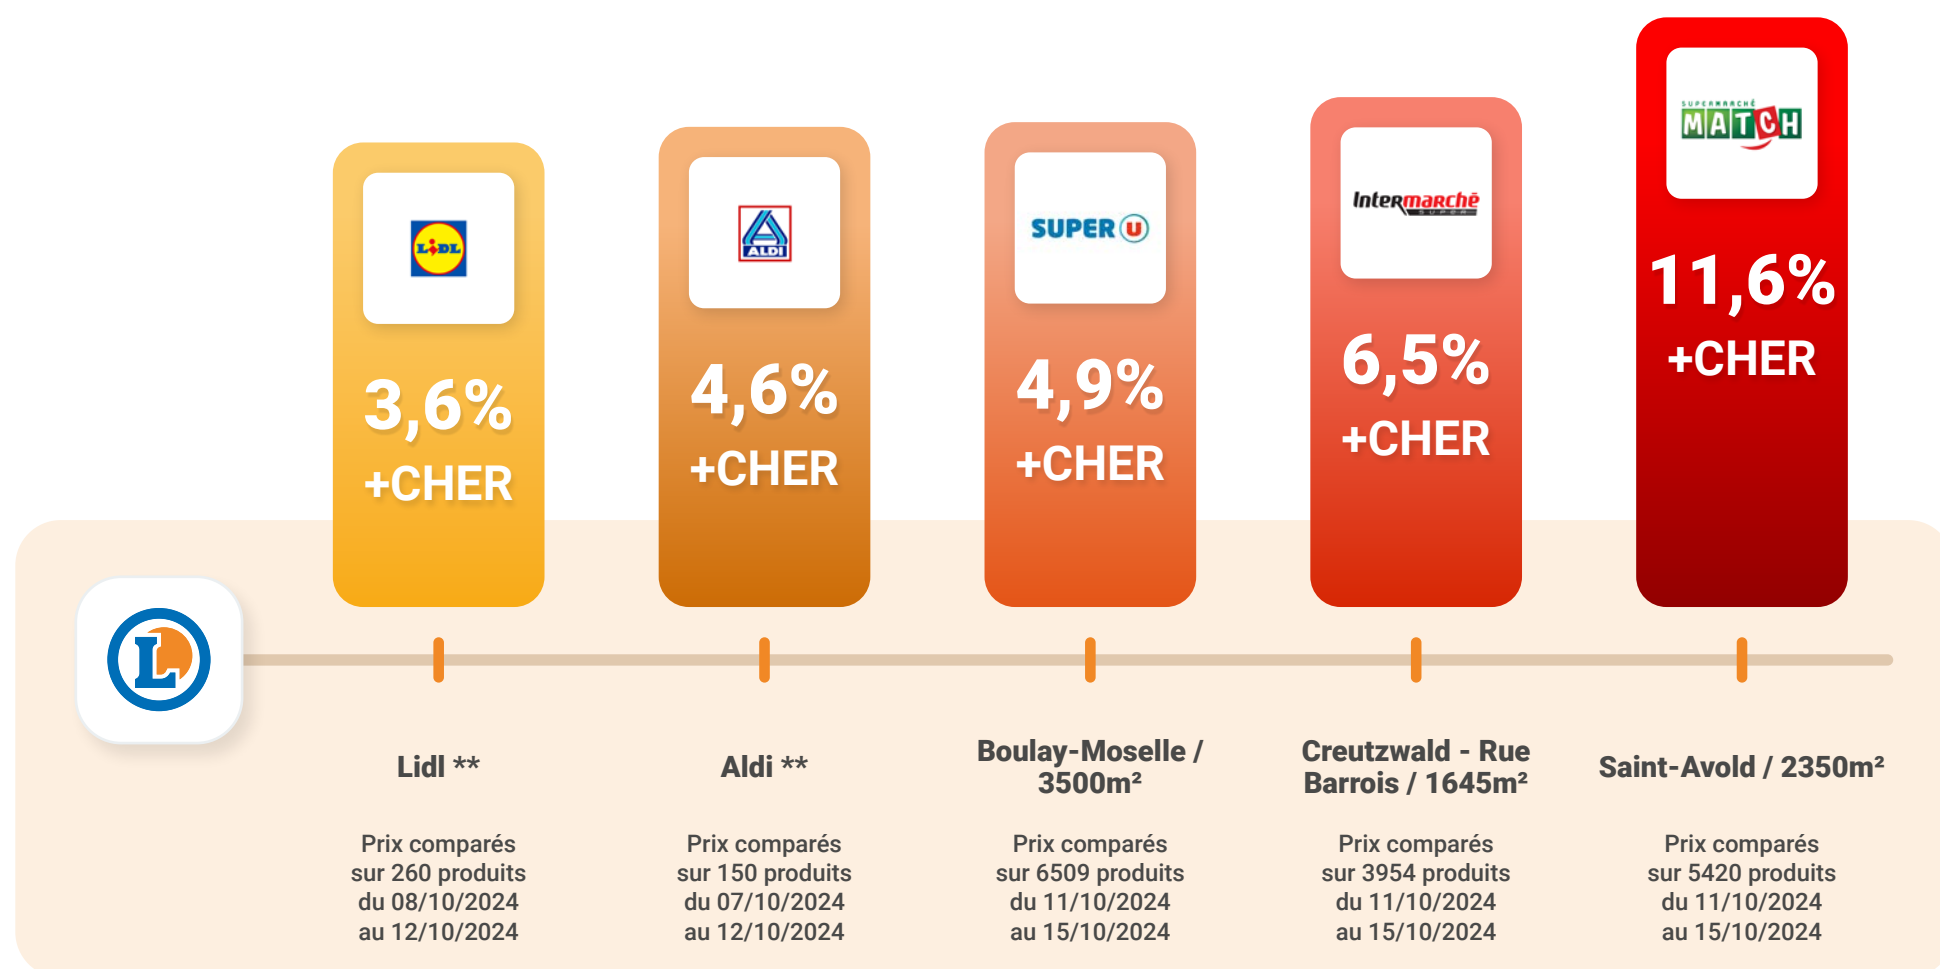 LIDL
3,6%
+CHER
ALDI
4,6%
+CHER
SUPER U
4,9%
+CHER
Intermarché
SUPER
6,5%
+CHER
SUPERMARCHÉ
MATCH
11,6%
+CHER
L
Lidl **
Prix comparés
sur 260 produits
du 08/10/2024
au 12/10/2024
Aldi **
Prix comparés
sur 150 produits
du 07/10/2024
au 12/10/2024
Boulay-Moselle /
3500m²
Prix comparés
sur 6509 produits
du 11/10/2024
au 15/10/2024
Creutzwald - Rue
Barrois / 1645m²
Prix comparés
sur 3954 produits
du 11/10/2024
au 15/10/2024
Saint-Avold / 2350m²
Prix comparés
sur 5420 produits
du 11/10/2024
au 15/10/2024